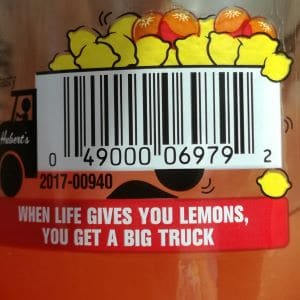 Hubert's
0 49000 06979 2
2017-00940
WHEN LIFE GIVES YOU LEMONS,
YOU GET A BIG TRUCK